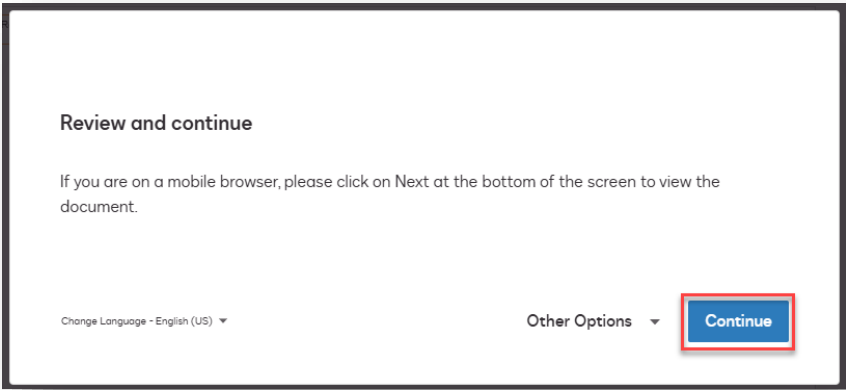 Review and continue
If you are on a mobile browser, please click on Next at the bottom of the screen to view the
document.
Change Language - English (US)
Other Options
Continue